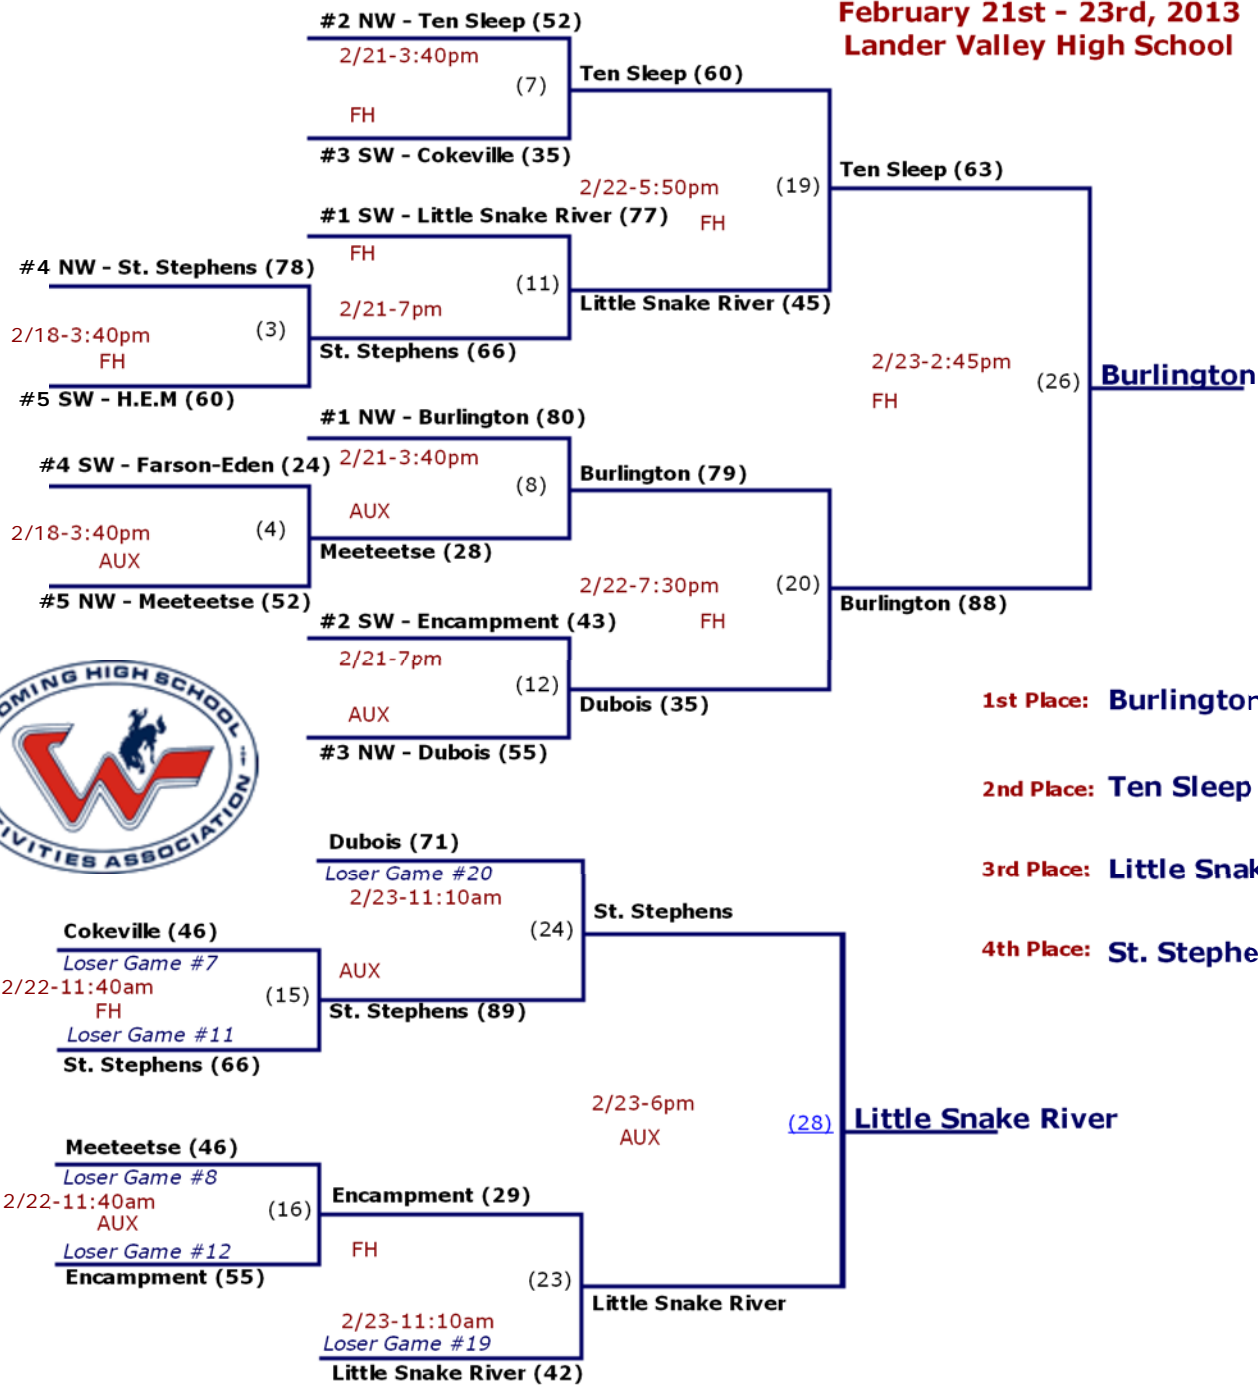 February 21st - 23rd, 2013
Lander Valley High School
#2 NW - Ten Sleep (52)
2/21-3:40pm
(7)
FH
#3 SW - Cokeville (35)
Ten Sleep (60)
2/22-5:50pm
(19)
FH
Ten Sleep (63)
#1 SW - Little Snake River (77)
FH
(11)
2/21-7pm
Little Snake River (45)
#4 NW - St. Stephens (78)
2/18-3:40pm
(3)
FH
#5 SW - H.E.M (60)
St. Stephens (66)
2/23-2:45pm
(26)
FH
Burlington
#1 NW - Burlington (80)
2/21-3:40pm
(8)
AUX
Burlington (79)
#4 SW - Farson-Eden (24)
2/18-3:40pm
(4)
AUX
#5 NW - Meeteetse (52)
Meeteetse (28)
2/22-7:30pm
(20)
FH
Burlington (88)
#2 SW - Encampment (43)
2/21-7pm
(12)
AUX
#3 NW - Dubois (55)
Dubois (35)
OMING HIGH SCHOOL
IVITIES ASSOCIATION
1st Place: Burlington
2nd Place: Ten Sleep
3rd Place: Little Snak
4th Place: St. Stephe
Dubois (71)
Loser Game #20
2/23-11:10am
(24)
AUX
St. Stephens
Cokeville (46)
Loser Game #7
2/22-11:40am
(15)
FH
Loser Game #11
St. Stephens (66)
St. Stephens (89)
2/23-6pm
(28)
AUX
Little Snake River
Meeteetse (46)
Loser Game #8
2/22-11:40am
(16)
AUX
Loser Game #12
Encampment (55)
Encampment (29)
FH
(23)
2/23-11:10am
Loser Game #19
Little Snake River (42)
Little Snake River